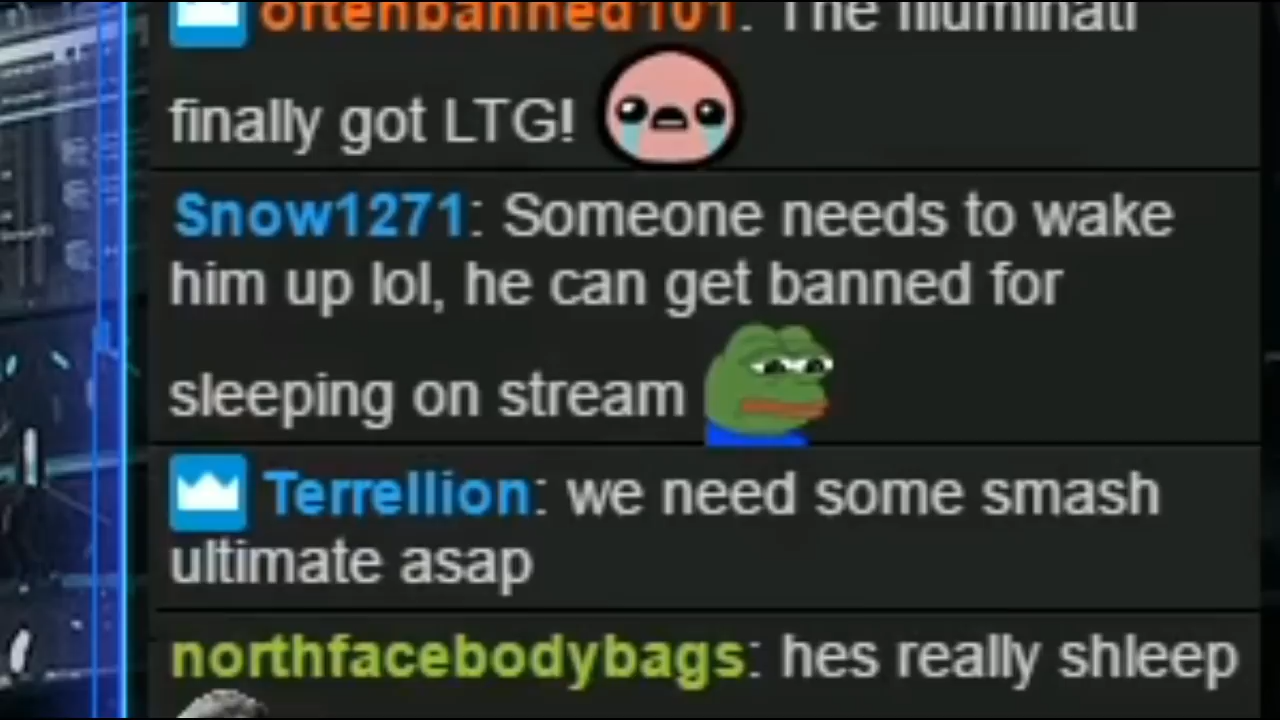 oftenbanned101: The Illuminati
finally got LTG!
Snow1271: Someone needs to wake
him up lol, he can get banned for
sleeping on stream
Terrellion: we need some smash
ultimate asap
northfacebodybags: hes really shleep